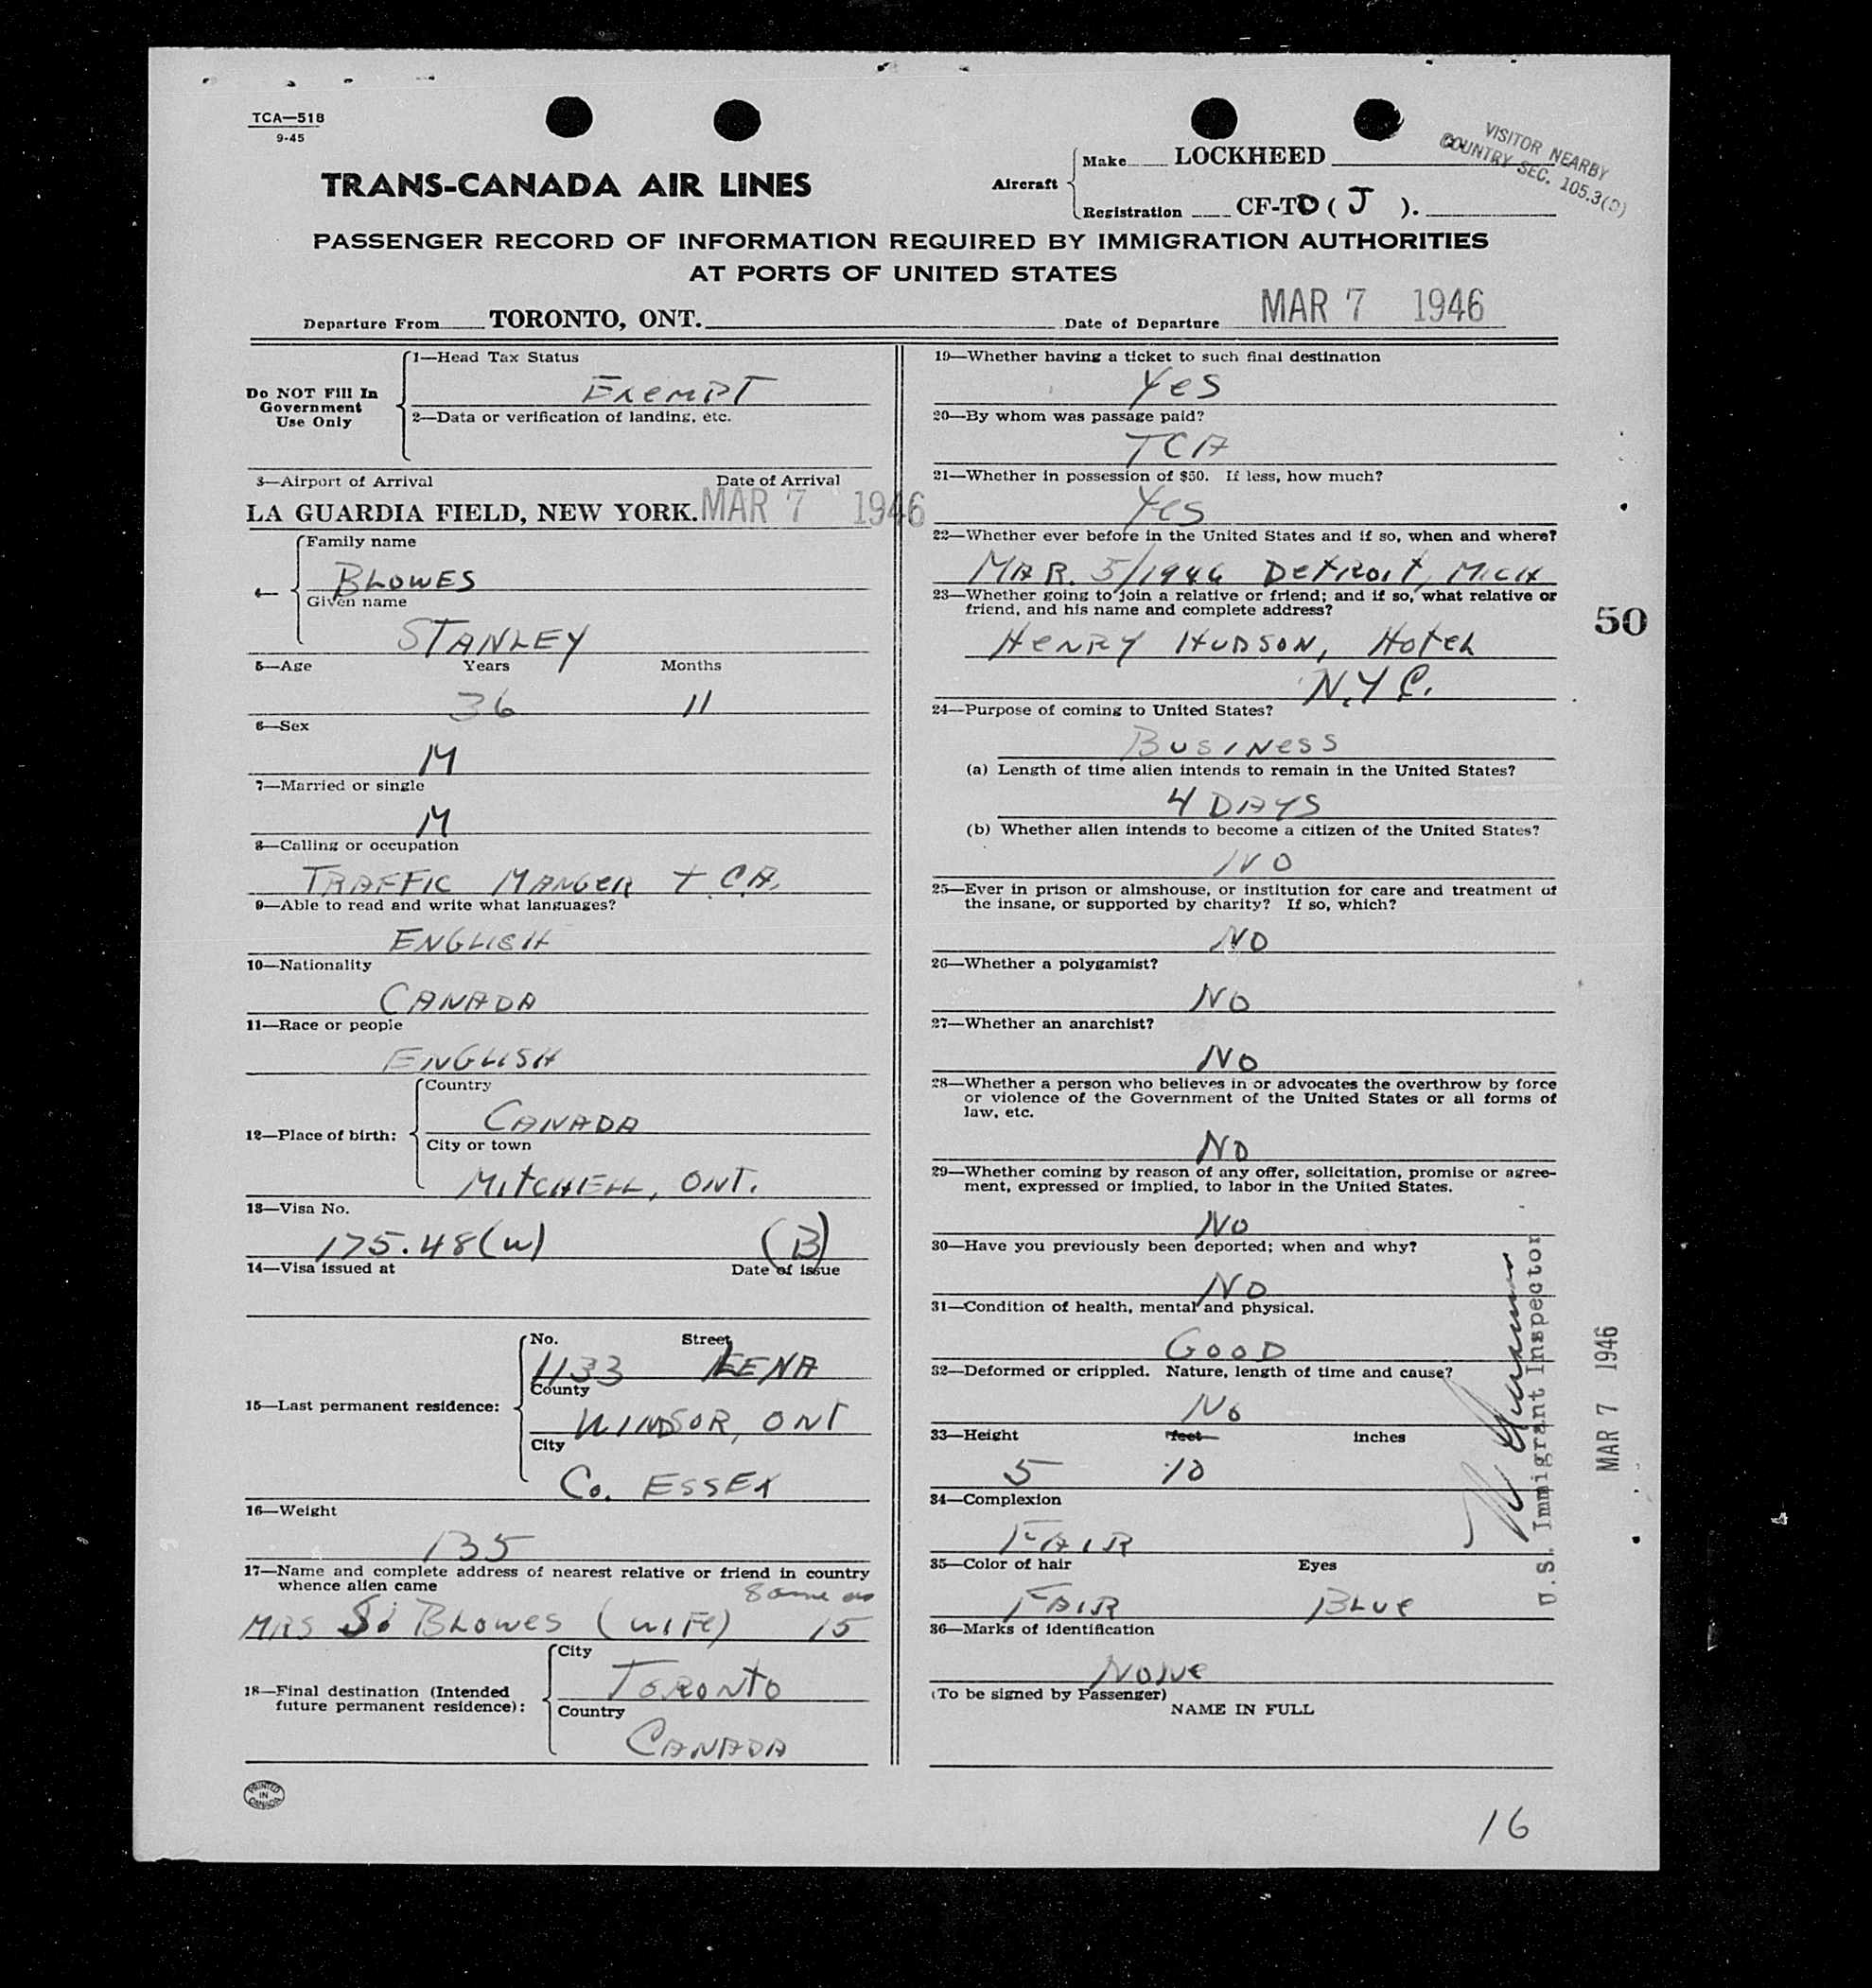 TCA—518
9-45
TRANS-CANADA AIR LINES
Aircraft
Make LOCKHEED
Registration CF-TD ( J ).
VISITOR NEARBY
COUNTRY SEC. 105.3(D)
PASSENGER RECORD OF INFORMATION REQUIRED BY IMMIGRATION AUTHORITIES
AT PORTS OF UNITED STATES
Departure From TORONTO, ONT. Date of Departure MAR 7 1946
Do NOT Fill In
Government
Use Only
1—Head Tax Status
Exempt
2—Data or verification of landing, etc.
3—Airport of Arrival Date of Arrival
LA GUARDIA FIELD, NEW YORK. MAR 7 1946
4—
Family name
BLOWES
Given name
STANLEY
5—Age Years Months
36 11
6—Sex
M
7—Married or single
M
8—Calling or occupation
TRAFFIC MANGER T.C.A.
9—Able to read and write what languages?
ENGLISH
10—Nationality
CANADA
11—Race or people
ENGLISH
12—Place of birth:
Country
CANADA
City or town
MITCHELL, ONT.
13—Visa No.
175.48(w) (B)
14—Visa issued at Date of issue
15—Last permanent residence:
No. Street
1133 LENA
County
WINDSOR, ONT
City
Co. ESSEX
16—Weight
135
17—Name and complete address of nearest relative or friend in country
whence alien came
Same as
MRS BLOWES (WIFE) 15
18—Final destination (Intended
future permanent residence):
City
TORONTO
Country
CANADA
PRINTED
IN
CANADA
19—Whether having a ticket to such final destination
Yes
20—By whom was passage paid?
TCA
21—Whether in possession of $50. If less, how much?
Yes
22—Whether ever before in the United States and if so, when and where?
MAR. 5/1946 Detroit, Mich
23—Whether going to join a relative or friend; and if so, what relative or
friend, and his name and complete address?
Henry Hudson, Hotel
N.Y C.
24—Purpose of coming to United States?
Business
(a) Length of time alien intends to remain in the United States?
4 DAYS
(b) Whether alien intends to become a citizen of the United States?
NO
25—Ever in prison or almshouse, or institution for care and treatment of
the insane, or supported by charity? If so, which?
NO
26—Whether a polygamist?
NO
27—Whether an anarchist?
NO
28—Whether a person who believes in or advocates the overthrow by force
or violence of the Government of the United States or all forms of
law, etc.
NO
29—Whether coming by reason of any offer, solicitation, promise or agree-
ment, expressed or implied, to labor in the United States.
NO
30—Have you previously been deported; when and why?
NO
31—Condition of health, mental and physical.
GOOD
32—Deformed or crippled. Nature, length of time and cause?
No
33—Height feet inches
5 10
34—Complexion
FAIR
35—Color of hair Eyes
FAIR Blue
36—Marks of identification
None
(To be signed by Passenger)
NAME IN FULL
50
U.S. Immigrant Inspector
MAR 7 1946
16